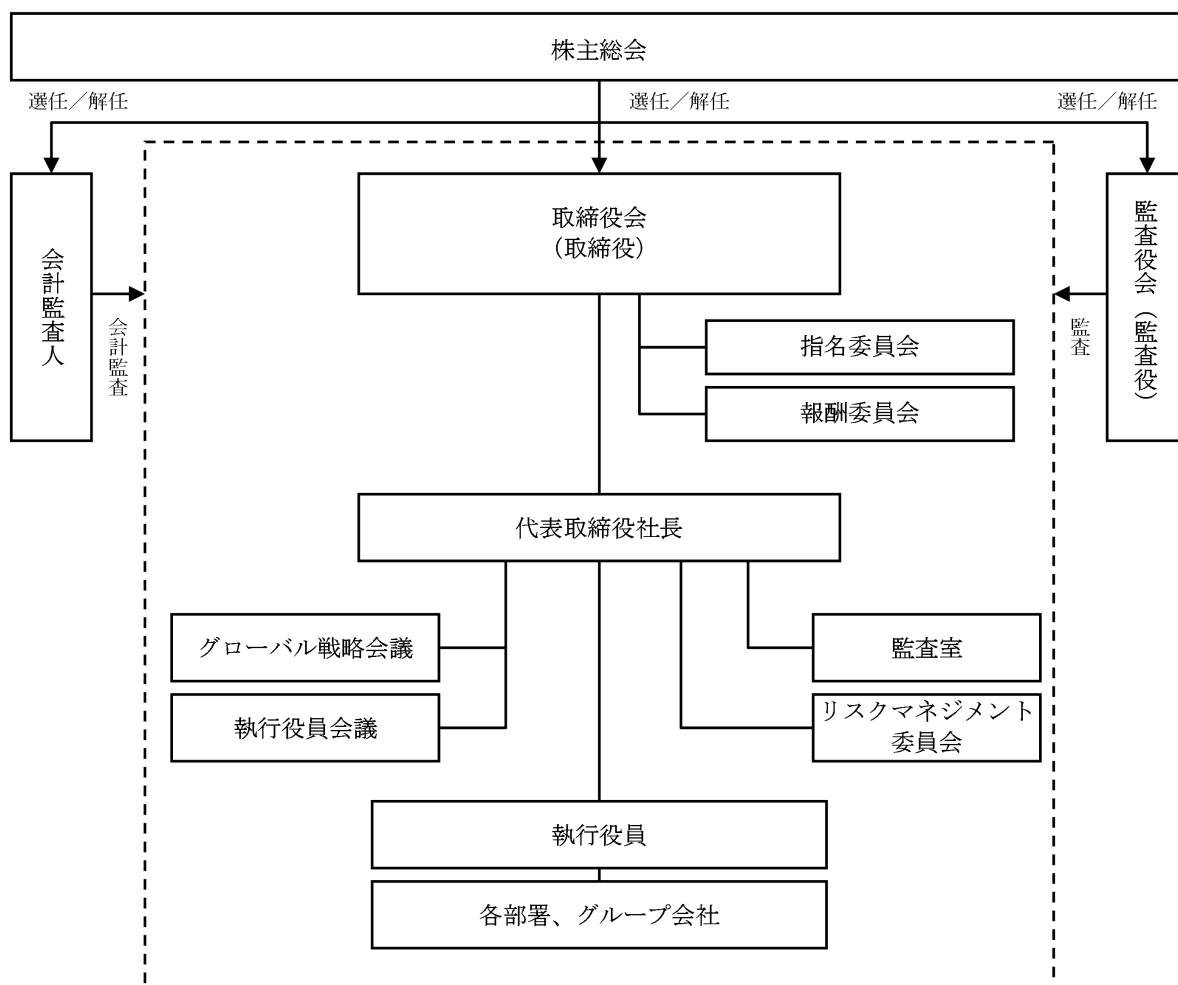 株主総会
選任／解任
選任／解任
選任／解任
取締役会
（取締役）
会計監査人
会計監査
監査役会（監査役）
監査
指名委員会
報酬委員会
代表取締役社長
グローバル戦略会議
執行役員会議
監査室
リスクマネジメント
委員会
執行役員
各部署、グループ会社